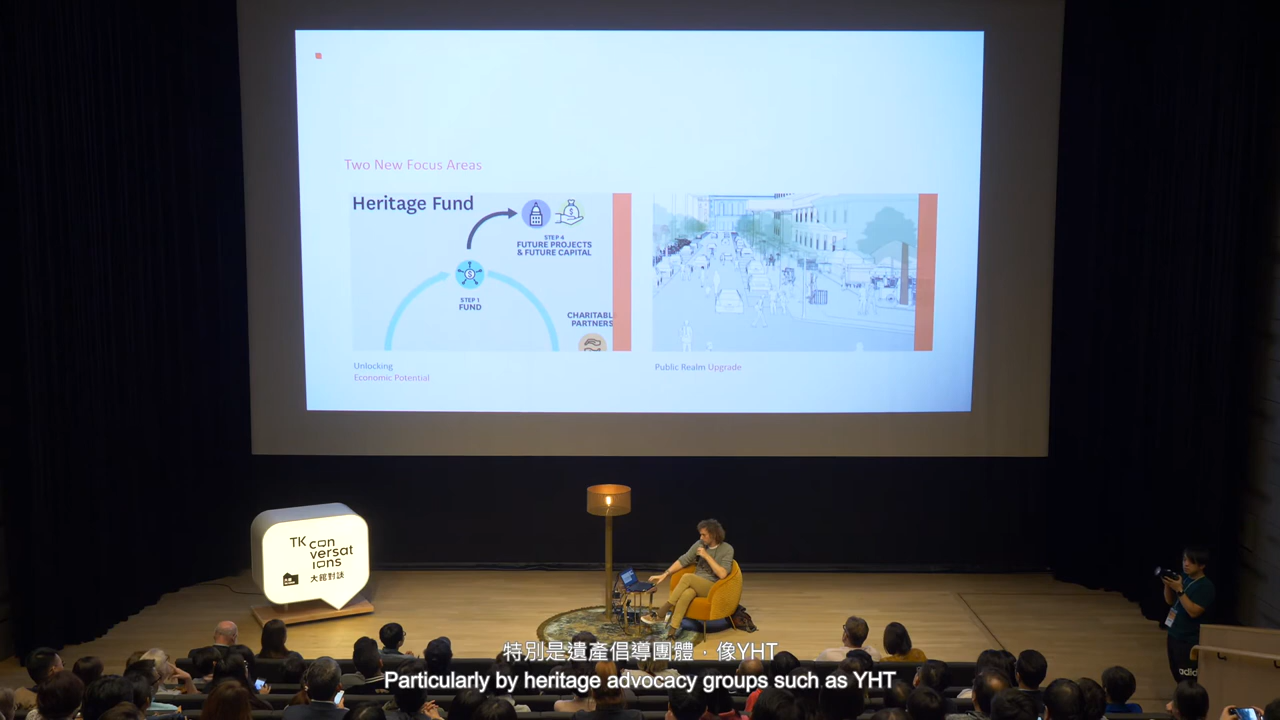 Two New Focus Areas
Heritage Fund
STEP 4
FUTURE PROJECTS
& FUTURE CAPITAL
STEP 1
FUND
CHARITABL
PARTNERS
Unlocking
Economic Potential
Public Realm Upgrade
TK con
versat
ions
大館對談
adid
特別是遺產倡導團體，像YHT
Particularly by heritage advocacy groups such as YHT